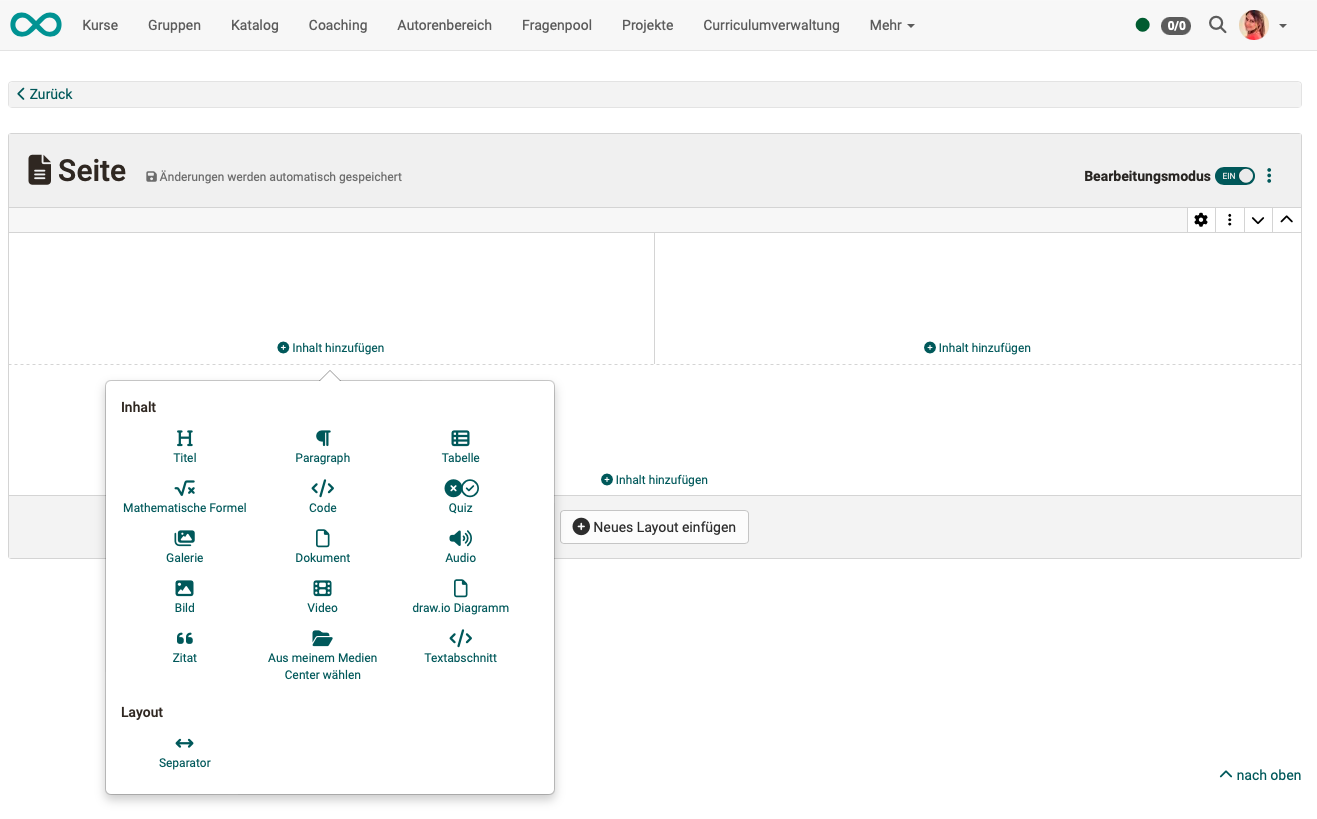 Kurse Gruppen Katalog Coaching Autorenbereich Fragenpool Projekte Curriculumverwaltung Mehr 0/0
Zurück
Seite Änderungen werden automatisch gespeichert Bearbeitungsmodus EIN
Inhalt hinzufügen Inhalt hinzufügen
Inhalt
Titel Paragraph Tabelle
Inhalt hinzufügen
Mathematische Formel Code Quiz
Neues Layout einfügen
Galerie Dokument Audio
Bild Video draw.io Diagramm
Zitat Aus meinem Medien Textabschnitt
Center wählen
Layout
Separator
nach oben